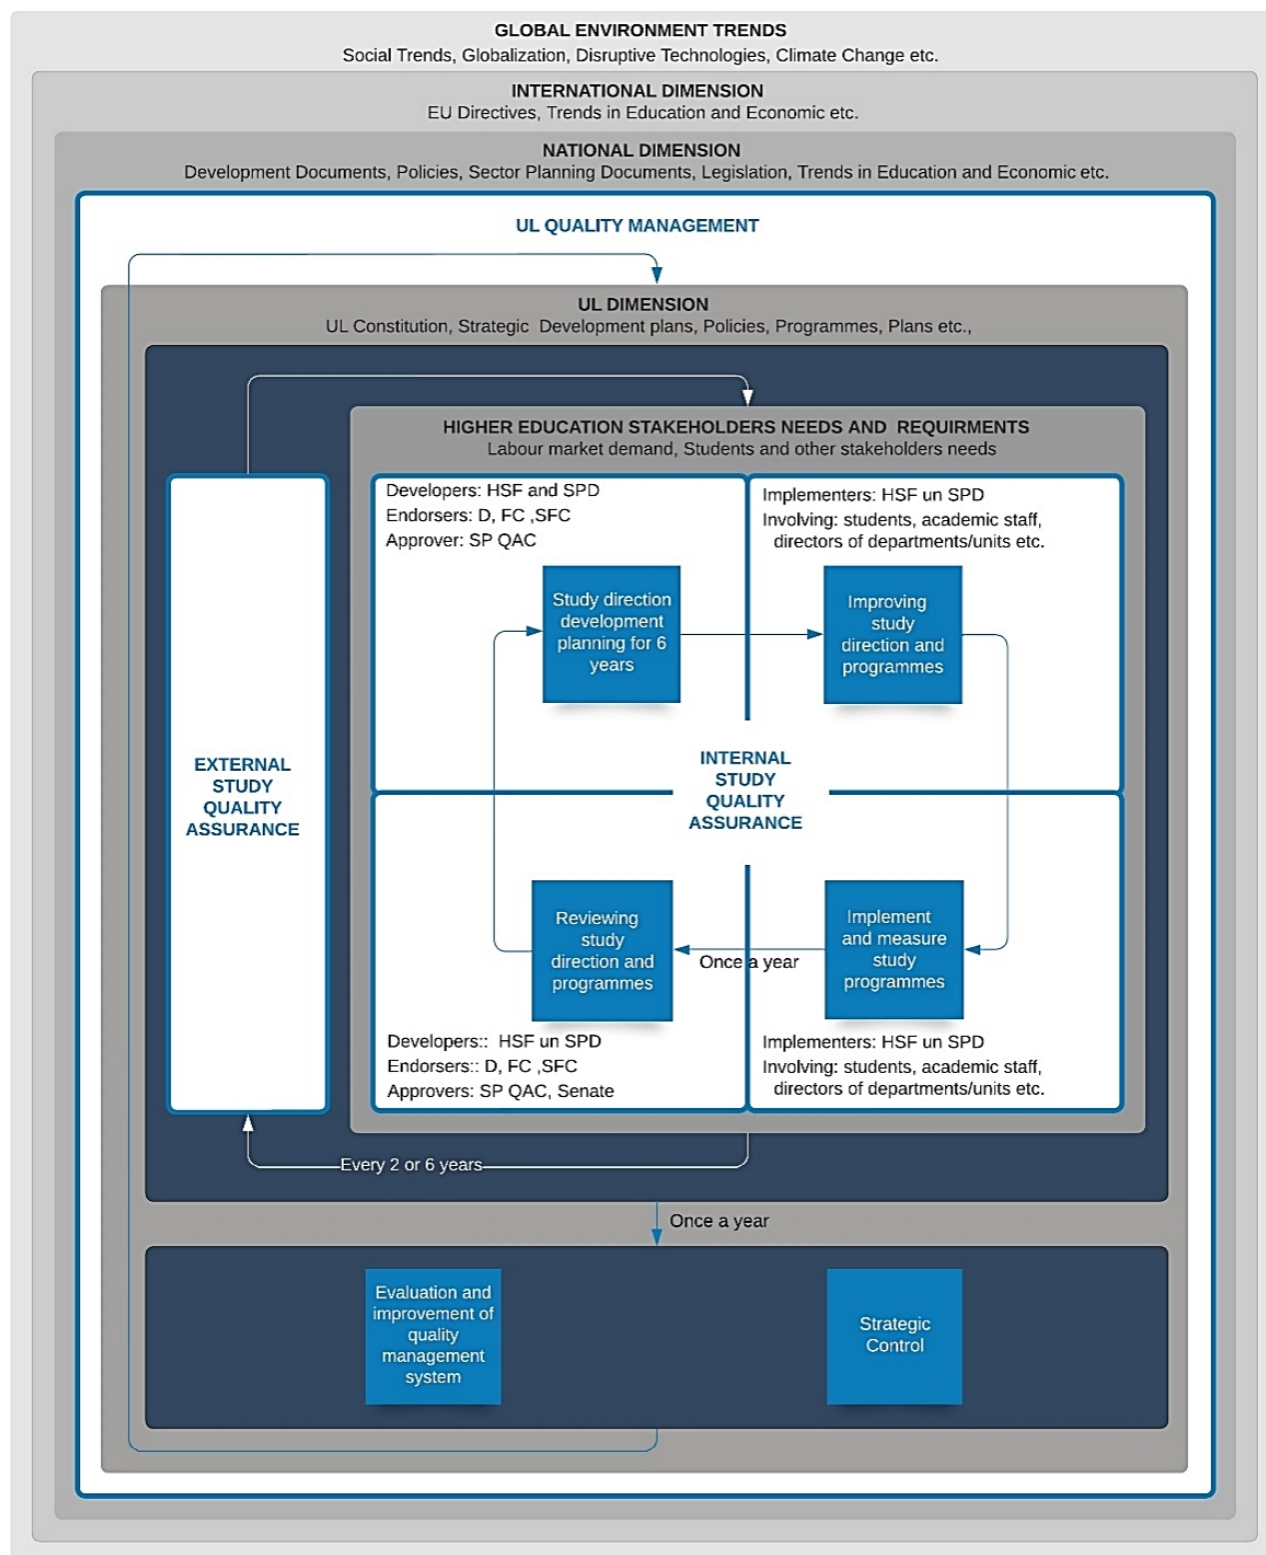 GLOBAL ENVIRONMENT TRENDS
Social Trends, Globalization, Disruptive Technologies, Climate Change etc.
INTERNATIONAL DIMENSION
EU Directives, Trends in Education and Economic etc.
NATIONAL DIMENSION
Development Documents, Policies, Sector Planning Documents, Legislation, Trends in Education and Economic etc.
UL QUALITY MANAGEMENT
UL DIMENSION
UL Constitution, Strategic Development plans, Policies, Programmes, Plans etc.,
HIGHER EDUCATION STAKEHOLDERS NEEDS AND REQUIRMENTS
Labour market demand, Students and other stakeholders needs
Developers: HSF and SPD
Endorsers: D, FC ,SFC
Approver: SP QAC
Implementers: HSF un SPD
Involving: students, academic staff,
directors of departments/units etc.
Study direction
development
planning for 6
years
Improving
study
direction and
programmes
EXTERNAL
STUDY
QUALITY
ASSURANCE
INTERNAL
STUDY
QUALITY
ASSURANCE
Reviewing
study
direction and
programmes
Once a year
Implement
and measure
study
programmes
Developers:: HSF un SPD
Endorsers:: D, FC ,SFC
Approvers: SP QAC, Senate
Implementers: HSF un SPD
Involving: students, academic staff,
directors of departments/units etc.
Every 2 or 6 years
Once a year
Evaluation and
improvement of
quality
management
system
Strategic
Control